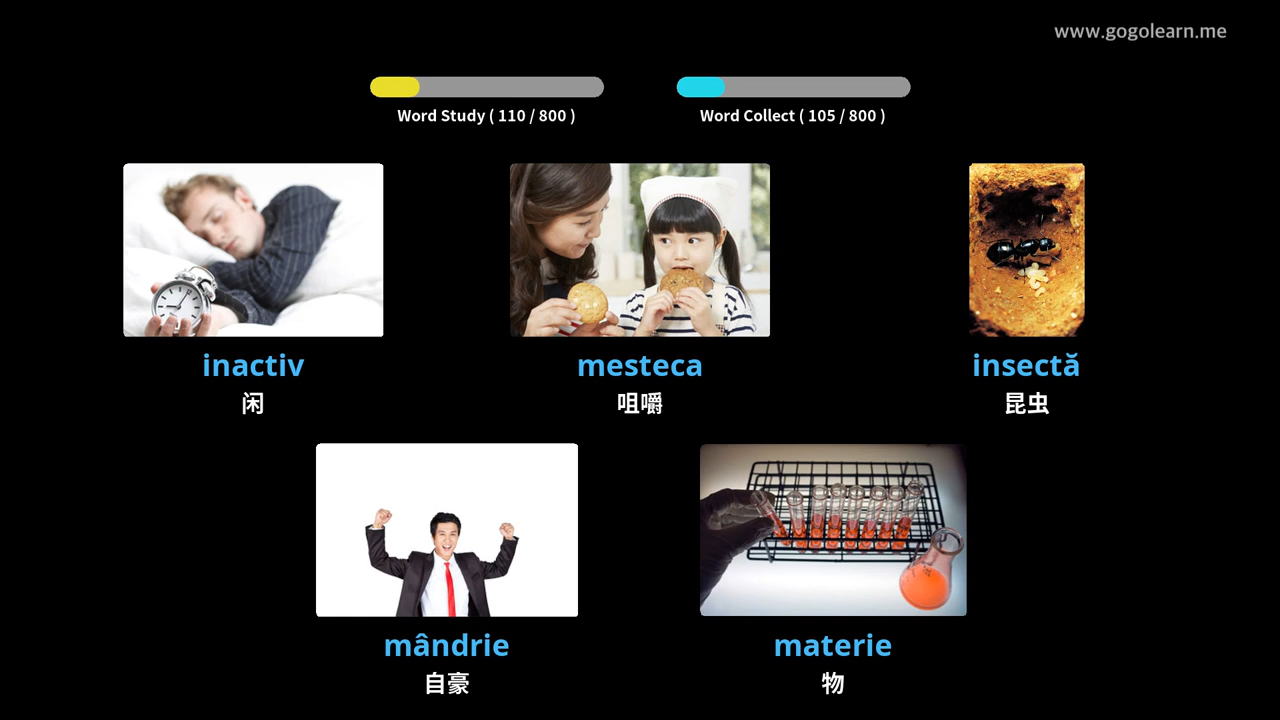 www.gogolearn.me
Word Study ( 110 / 800 )
Word Collect ( 105 / 800 )
inactiv
闲
mesteca
咀嚼
insectă
昆虫
mândrie
自豪
materie
物